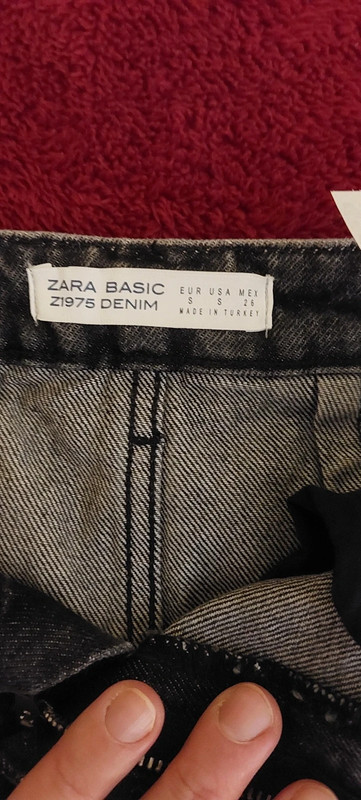 ZARA BASIC
Z1975 DENIM
EUR USA MEX
S S 26
MADE IN TURKEY